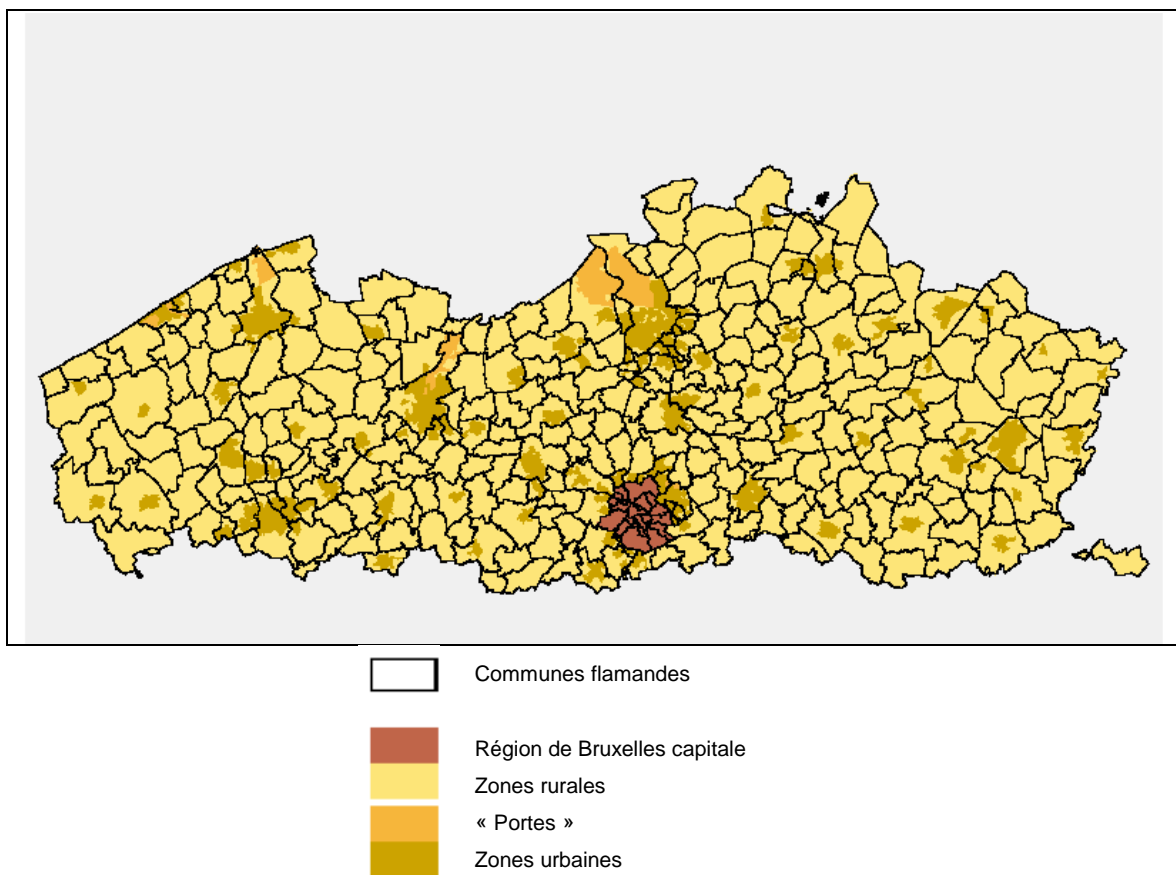 Communes flamandes
Région de Bruxelles capitale
Zones rurales
« Portes »
Zones urbaines